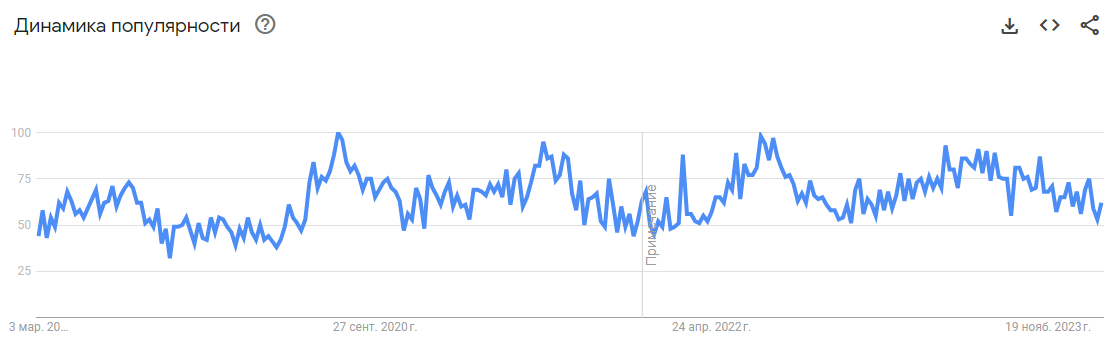 Динамика популярности
100
75
50
25
Примечание
3 мар. 20...
27 сент. 2020 г.
24 апр. 2022 г.
19 нояб. 2023 г.